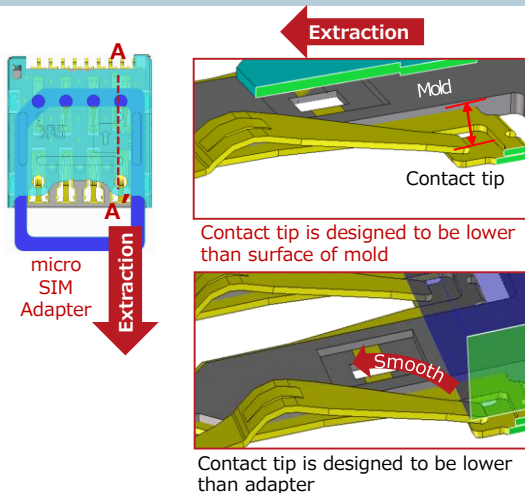 Extraction
A
Mold
Contact tip
A'
Contact tip is designed to be lower
than surface of mold
micro
SIM
Adapter
Extraction
Smooth
Contact tip is designed to be lower
than adapter